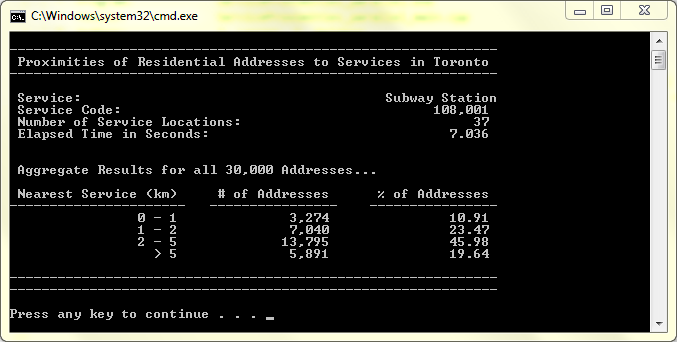 C:\Windows\system32\cmd.exe
Proximities of Residential Addresses to Services in Toronto
Service: Subway Station
Service Code: 108,001
Number of Service Locations: 37
Elapsed Time in Seconds: 7.036
Aggregate Results for all 30,000 Addresses...
Nearest Service (km) # of Addresses % of Addresses
0 - 1 3,274 10.91
1 - 2 7,040 23.47
2 - 5 13,795 45.98
> 5 5,891 19.64
Press any key to continue . . . _